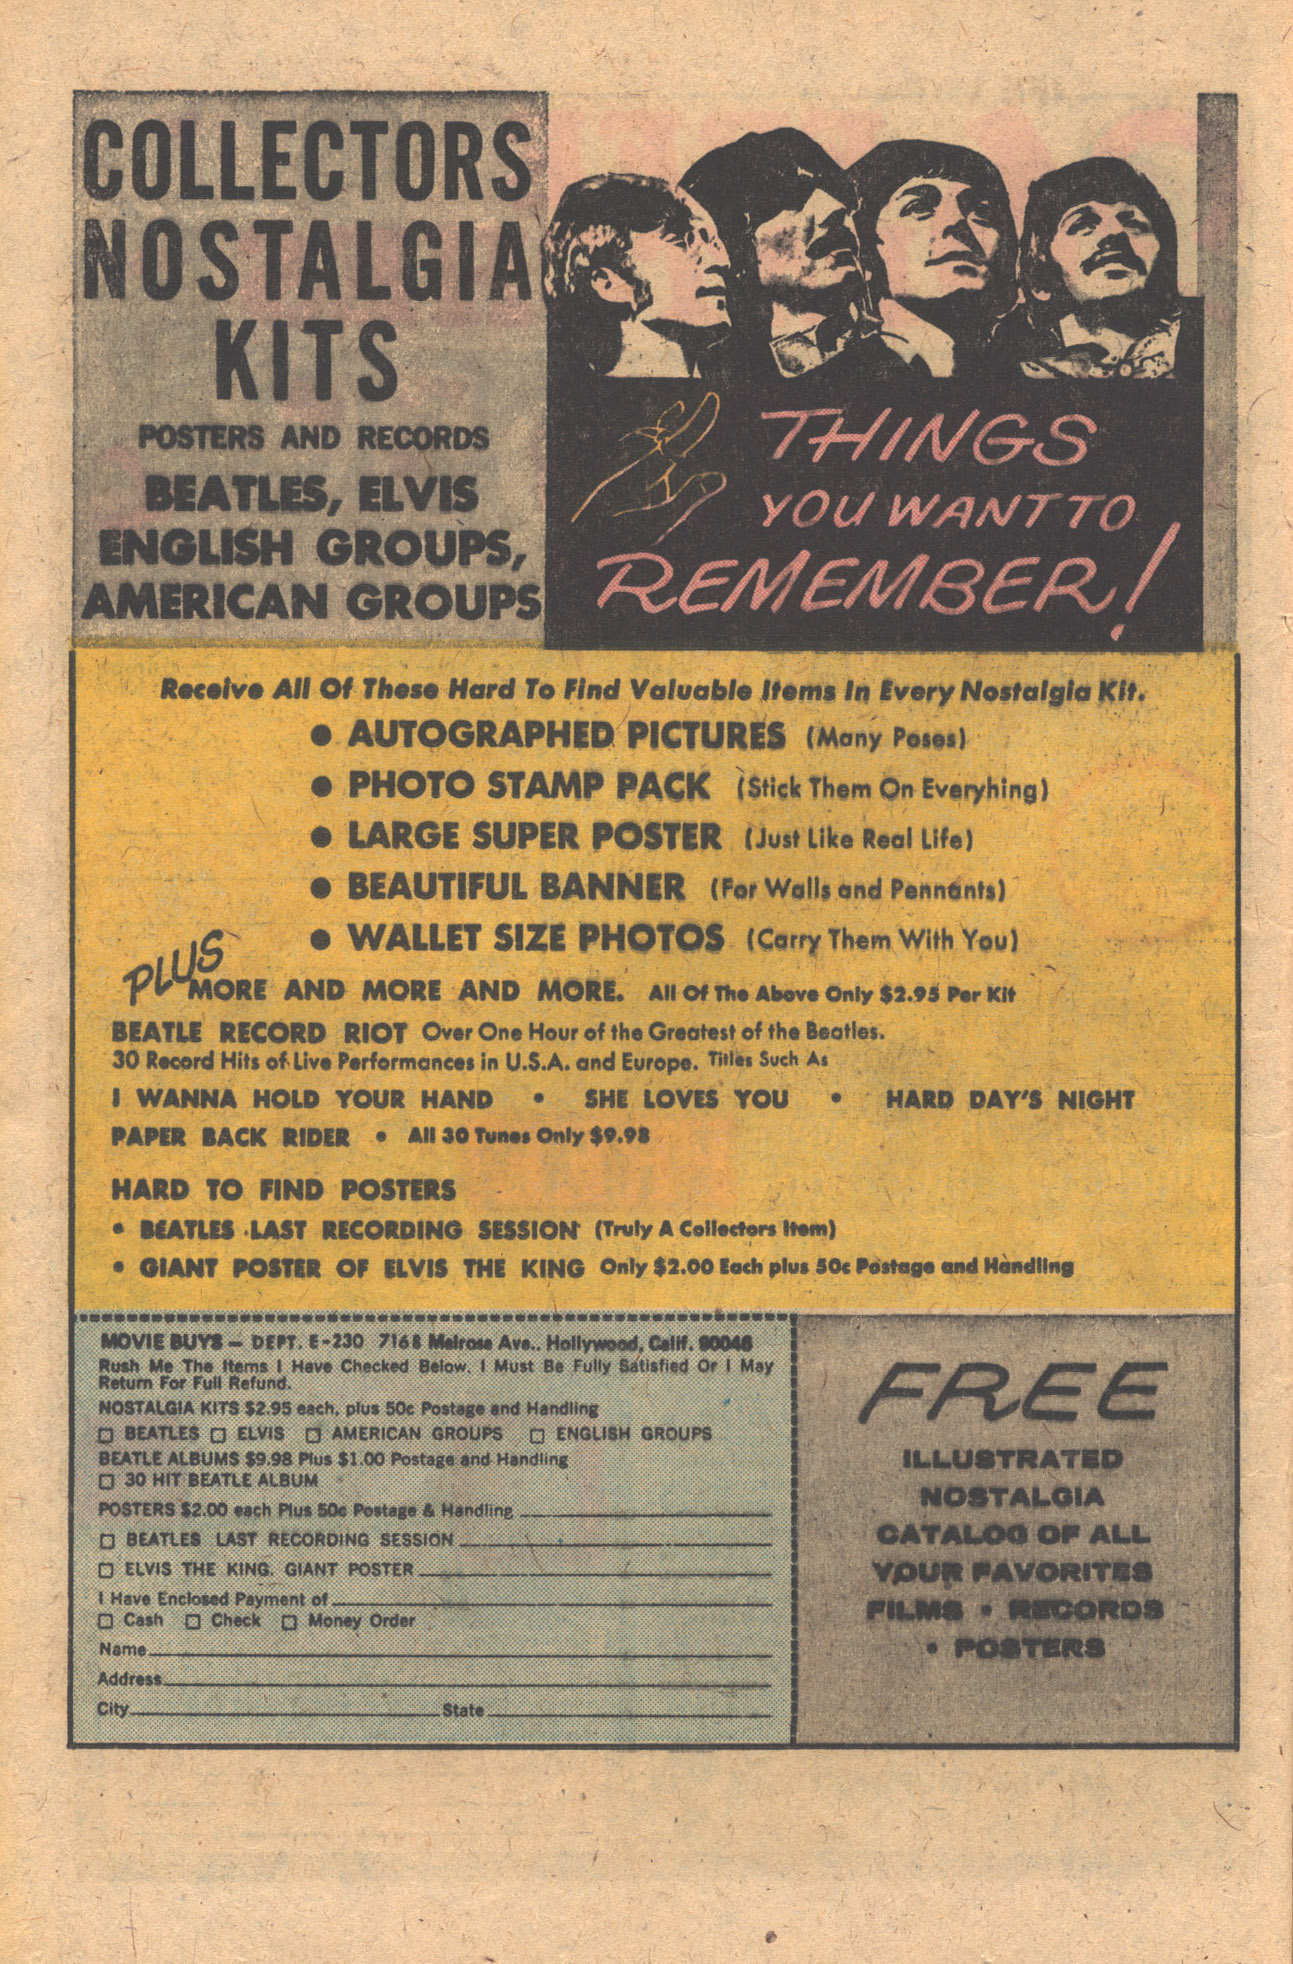 COLLECTORS
NOSTALGIA
KITS
POSTERS AND RECORDS
BEATLES, ELVIS
ENGLISH GROUPS,
AMERICAN GROUPS
THINGS
YOU WANT TO
REMEMBER!
Receive All Of These Hard To Find Valuable Items In Every Nostalgia Kit.
• AUTOGRAPHED PICTURES (Many Poses)
• PHOTO STAMP PACK (Stick Them On Everyhing)
• LARGE SUPER POSTER (Just Like Real Life)
• BEAUTIFUL BANNER (For Walls and Pennants)
• WALLET SIZE PHOTOS (Carry Them With You)
PLUS
MORE AND MORE AND MORE. All Of The Above Only $2.95 Per Kit
BEATLE RECORD RIOT Over One Hour of the Greatest of the Beatles.
30 Record Hits of Live Performances in U.S.A. and Europe. Titles Such As
I WANNA HOLD YOUR HAND • SHE LOVES YOU • HARD DAY'S NIGHT
PAPER BACK RIDER • All 30 Tunes Only $9.98
HARD TO FIND POSTERS
• BEATLES LAST RECORDING SESSION (Truly A Collectors Item)
• GIANT POSTER OF ELVIS THE KING Only $2.00 Each plus 50c Postage and Handling
MOVIE BUYS — DEPT. E-230 7168 Melrose Ave., Hollywood, Calif. 90046
Rush Me The Items I Have Checked Below. I Must Be Fully Satisfied Or I May
Return For Full Refund.
NOSTALGIA KITS $2.95 each, plus 50c Postage and Handling
☐ BEATLES ☐ ELVIS ☐ AMERICAN GROUPS ☐ ENGLISH GROUPS
BEATLE ALBUMS $9.98 Plus $1.00 Postage and Handling
☐ 30 HIT BEATLE ALBUM
POSTERS $2.00 each Plus 50c Postage & Handling
☐ BEATLES LAST RECORDING SESSION
☐ ELVIS THE KING. GIANT POSTER
I Have Enclosed Payment of
☐ Cash ☐ Check ☐ Money Order
Name
Address
City State
FREE
ILLUSTRATED
NOSTALGIA
CATALOG OF ALL
YOUR FAVORITES
FILMS • RECORDS
• POSTERS